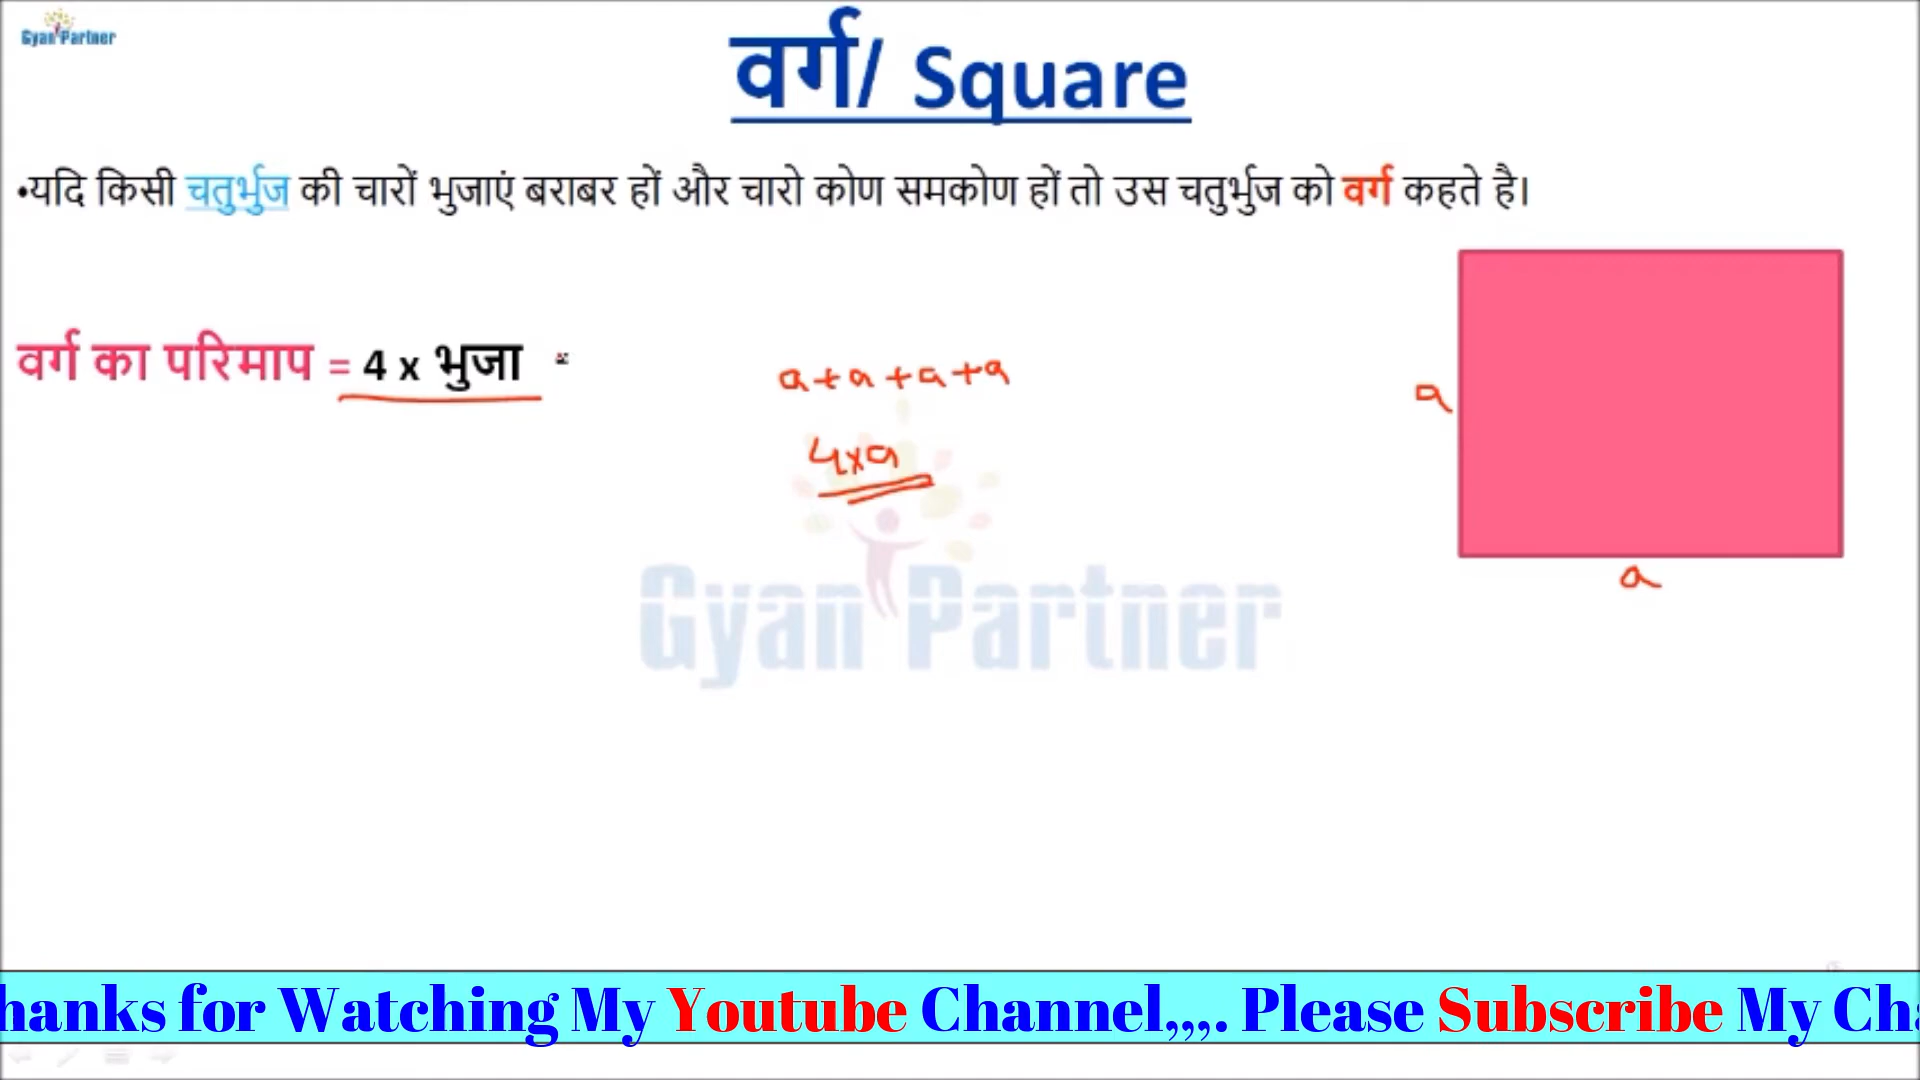 Gyan Partner
वर्ग/ Square
•यदि किसी चतुर्भुज की चारों भुजाएं बराबर हों और चारो कोण समकोण हों तो उस चतुर्भुज को वर्ग कहते है।
वर्ग का परिमाप = 4 x भुजा
a+a+a+a
4xa
a
a
Gyan Partner
hanks for Watching My Youtube Channel,,,. Please Subscribe My Cha